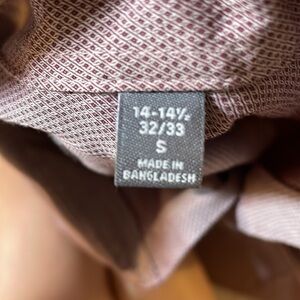 14-14½
32/33
S
MADE IN
BANGLADESH